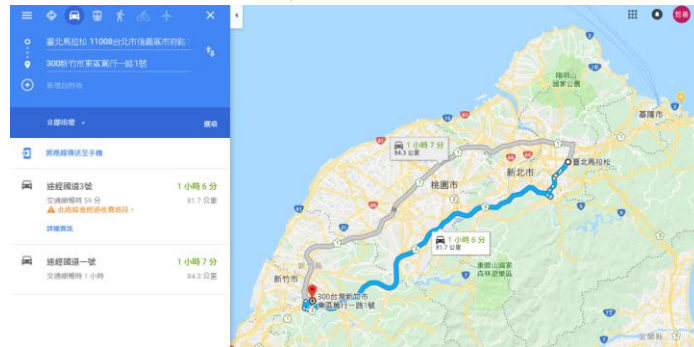 臺北馬拉松 11008台北市信義區市府路1
300新竹市東區篤行一路1號
新增目的地
立即出發
選項
將路線傳送至手機
途經國道3號
1 小時 6 分
交通順暢時 59 分
81.7 公里
此路線會經過收費路段。
詳細資訊
途經國道一號
1 小時 7 分
交通順暢時 1 小時
84.3 公里
陽明山
國家公園
基隆市
1 小時 7 分
84.3 公里
臺北馬拉松
新北市
桃園市
1 小時 6 分
81.7 公里
東眼山國家
森林遊樂區
新竹縣
新竹市
300台灣新竹市
東區篤行一路1號
宜蘭縣